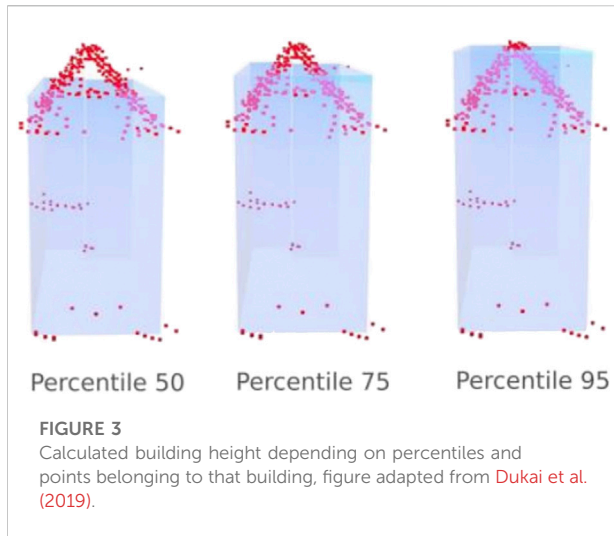 Percentile 50 Percentile 75 Percentile 95
FIGURE 3
Calculated building height depending on percentiles and
points belonging to that building, figure adapted from Dukai et al.
(2019).